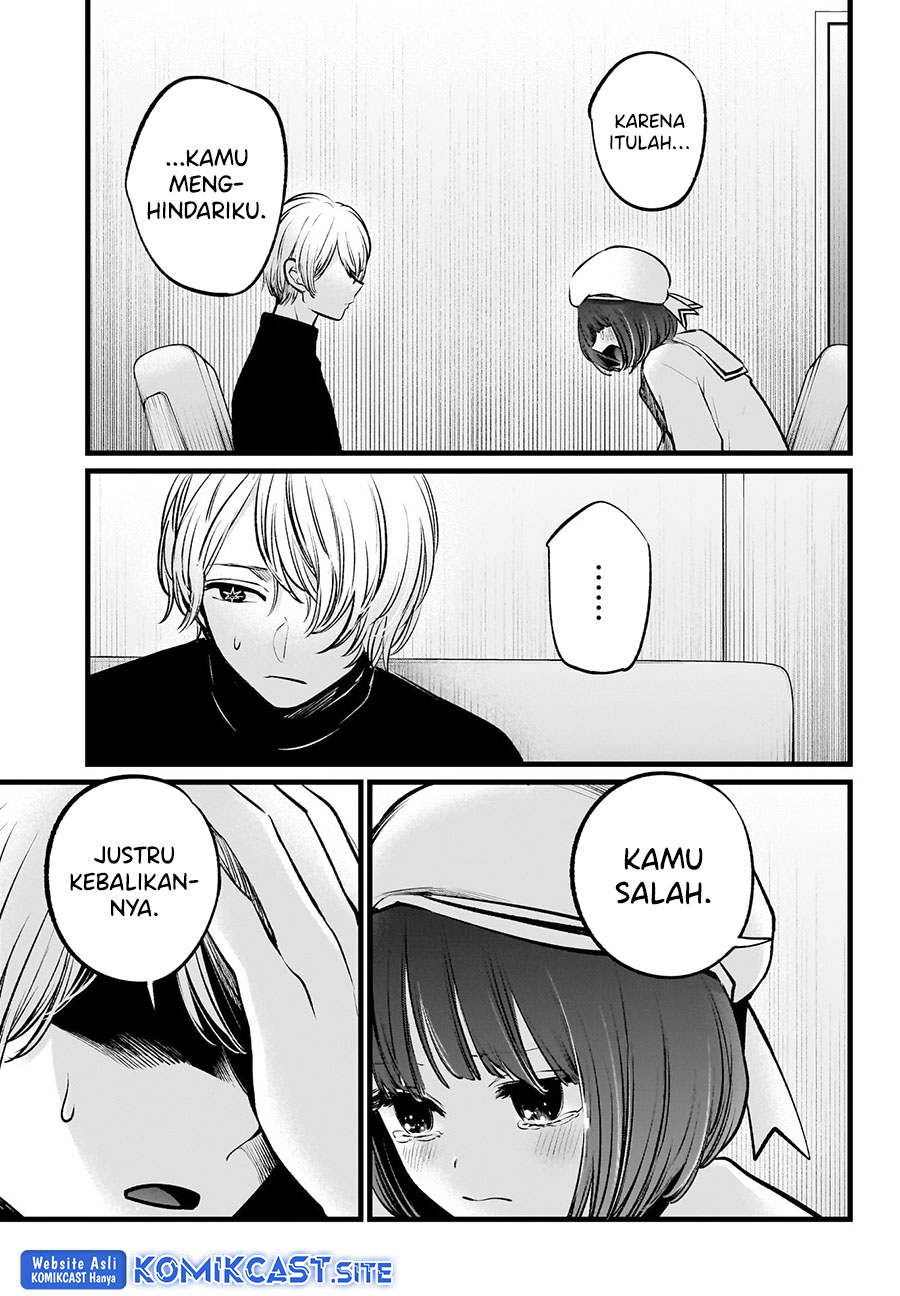 KARENA
ITULAH...
...KAMU
MENG-
HINDARIKU.
......
KAMU
SALAH.
JUSTRU
KEBALIKAN-
NYA.
Website Asli
KOMIKCAST Hanya
KOMIKCAST.SITE